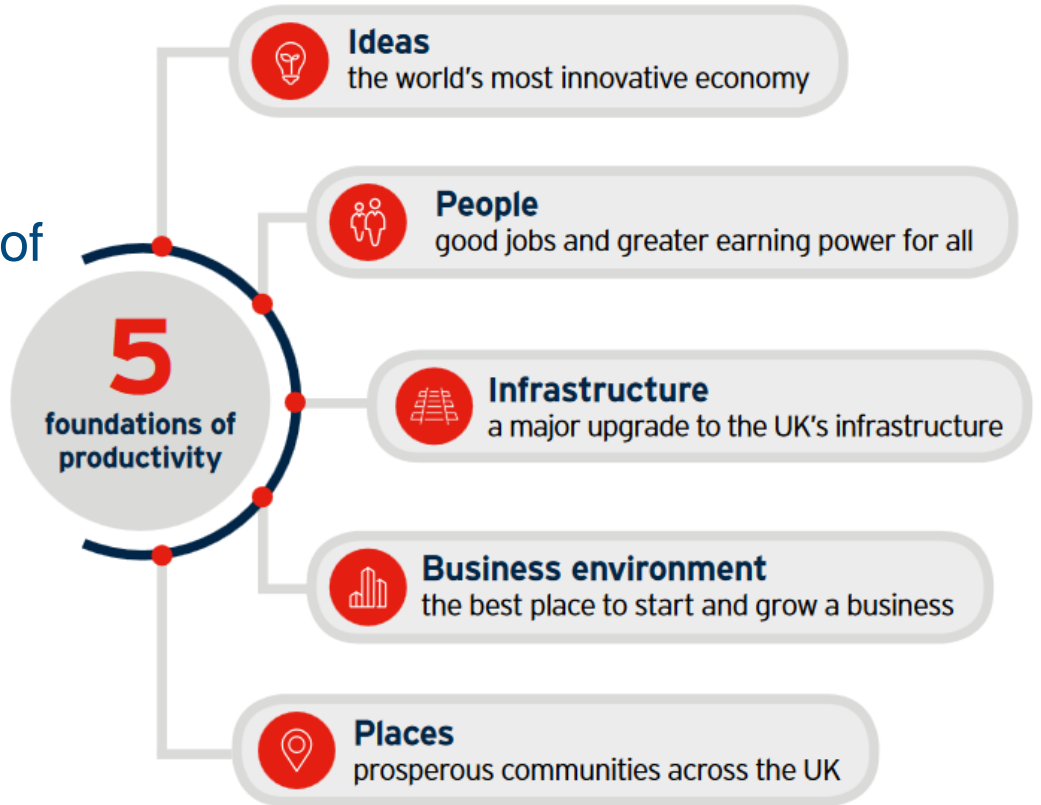 Ideas
the world's most innovative economy
People
good jobs and greater earning power for all
of
5
foundations of
productivity
Infrastructure
a major upgrade to the UK's infrastructure
Business environment
the best place to start and grow a business
Places
prosperous communities across the UK